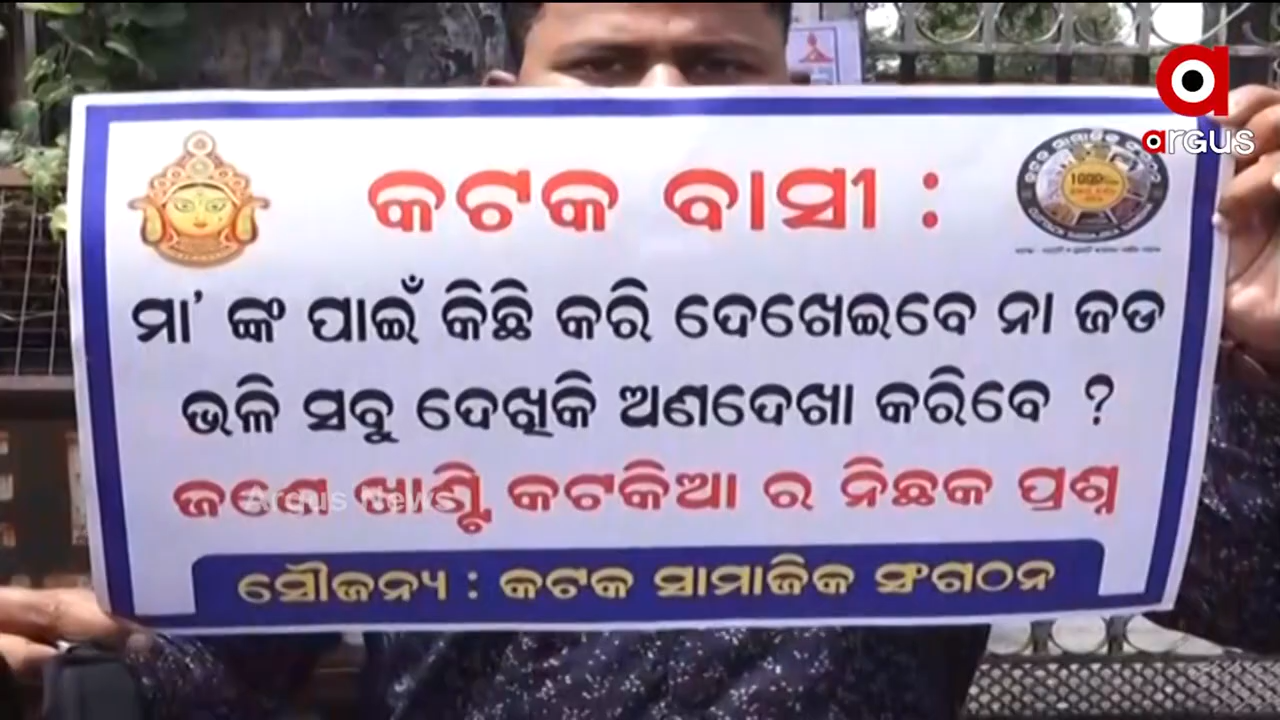 argus
କଟକ ବାସୀ :
ମା' ଙ୍କ ପାଇଁ କିଛି କରି ଦେଖେଇବେ ନା ଜଡ
ଭଳି ସବୁ ଦେଖିକି ଅଣଦେଖା କରିବେ ?
ଜଣେ ଖାଣ୍ଟି କଟକିଆ ର ନିଛକ ପ୍ରଶ୍ନ
Argus News
ସୌଜନ୍ୟ : କଟକ ସାମାଜିକ ସଂଗଠନ